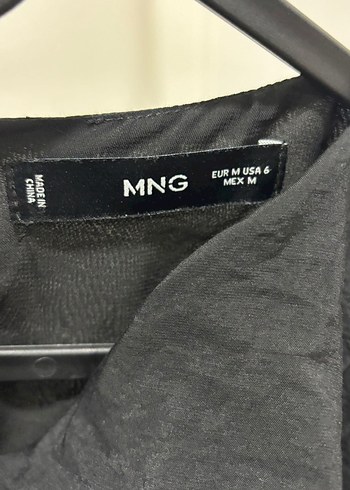 MADE IN
CHINA
MNG
EUR M USA 6
MEX M